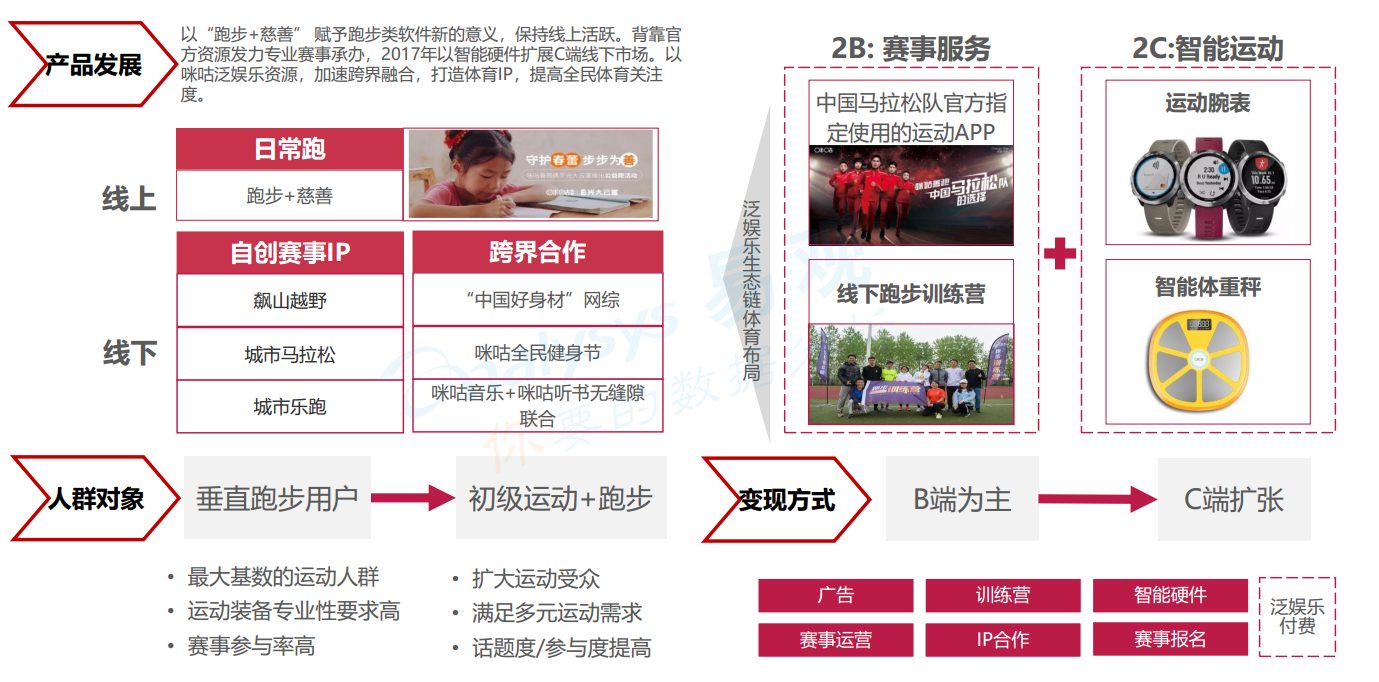 产品发展
以“跑步+慈善” 赋予跑步类软件新的意义，保持线上活跃。背靠官
方资源发力专业赛事承办，2017年以智能硬件扩展C端线下市场。以
咪咕泛娱乐资源，加速跨界融合，打造体育IP，提高全民体育关注
度。
线上
日常跑
跑步+慈善
守护春蕾 步步为善
线下
自创赛事IP
飙山越野
城市马拉松
城市乐跑
跨界合作
“中国好身材”网综
咪咕全民健身节
咪咕音乐+咪咕听书无缝隙
联合
泛娱乐生态链体育布局
2B: 赛事服务
中国马拉松队官方指
定使用的运动APP
咪咕善跑
中国马拉松队
的选择
线下跑步训练营
训练营
2C:智能运动
运动腕表
2:30
10.65
智能体重秤
易观
你要的数据
人群对象
垂直跑步用户
初级运动+跑步
• 最大基数的运动人群
• 运动装备专业性要求高
• 赛事参与率高
• 扩大运动受众
• 满足多元运动需求
• 话题度/参与度提高
变现方式
B端为主
C端扩张
广告
训练营
智能硬件
赛事运营
IP合作
赛事报名
泛娱乐
付费